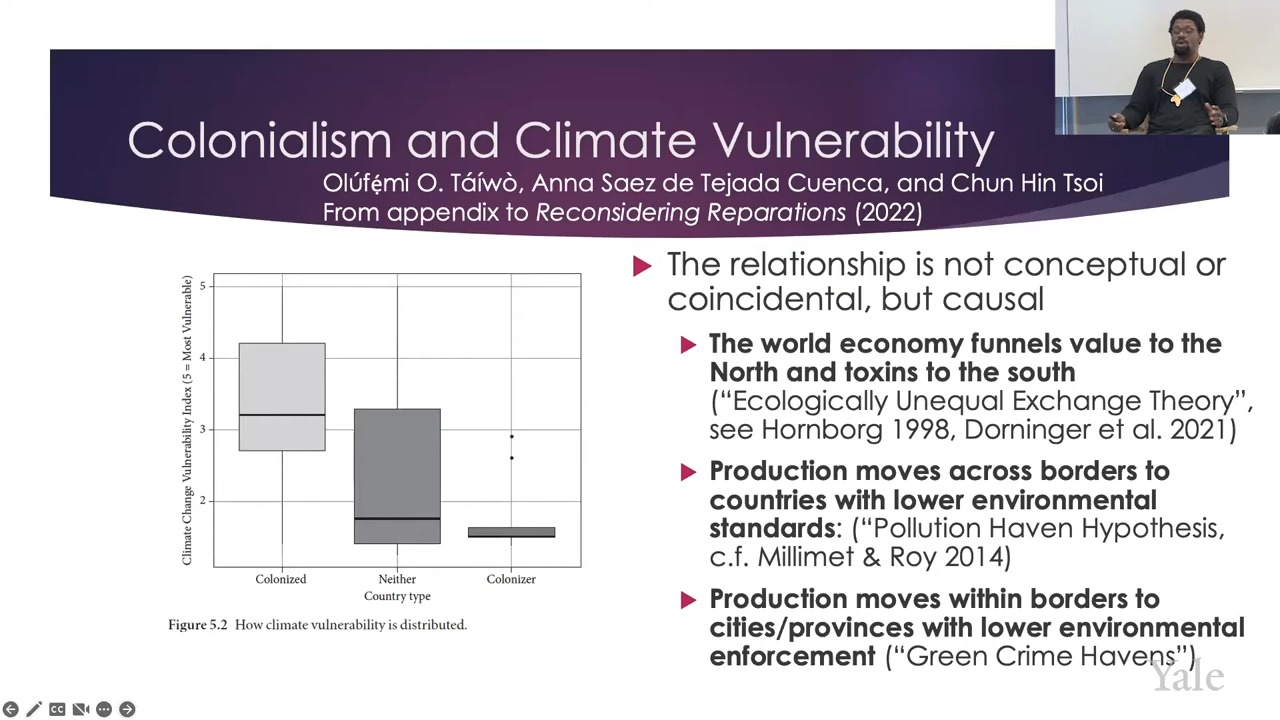 Colonialism and Climate Vulnerability
Olúfẹ́mi O. Táíwò, Anna Saez de Tejada Cuenca, and Chun Hin Tsoi
From appendix to Reconsidering Reparations (2022)
Climate Change Vulnerability Index (5 = Most Vulnerable)
5
4
3
2
Colonized Neither Colonizer
Country type
Figure 5.2 How climate vulnerability is distributed.
The relationship is not conceptual or
coincidental, but causal
The world economy funnels value to the
North and toxins to the south
(“Ecologically Unequal Exchange Theory”,
see Hornborg 1998, Dorninger et al. 2021)
Production moves across borders to
countries with lower environmental
standards: (“Pollution Haven Hypothesis,
c.f. Millimet & Roy 2014)
Production moves within borders to
cities/provinces with lower environmental
enforcement (“Green Crime Havens”)
Yale
CC